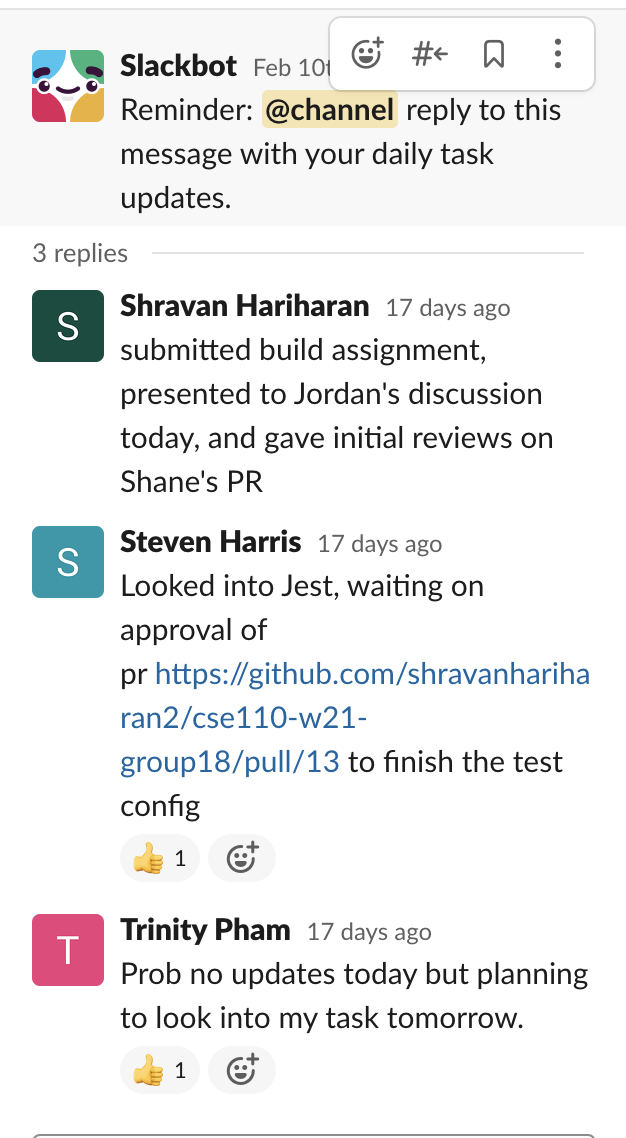 Slackbot Feb 10t
Reminder: @channel reply to this
message with your daily task
updates.
3 replies
S
Shravan Hariharan 17 days ago
submitted build assignment,
presented to Jordan's discussion
today, and gave initial reviews on
Shane's PR
S
Steven Harris 17 days ago
Looked into Jest, waiting on
approval of
pr https://github.com/shravanhariha
ran2/cse110-w21-
group18/pull/13 to finish the test
config
👍 1
T
Trinity Pham 17 days ago
Prob no updates today but planning
to look into my task tomorrow.
👍 1